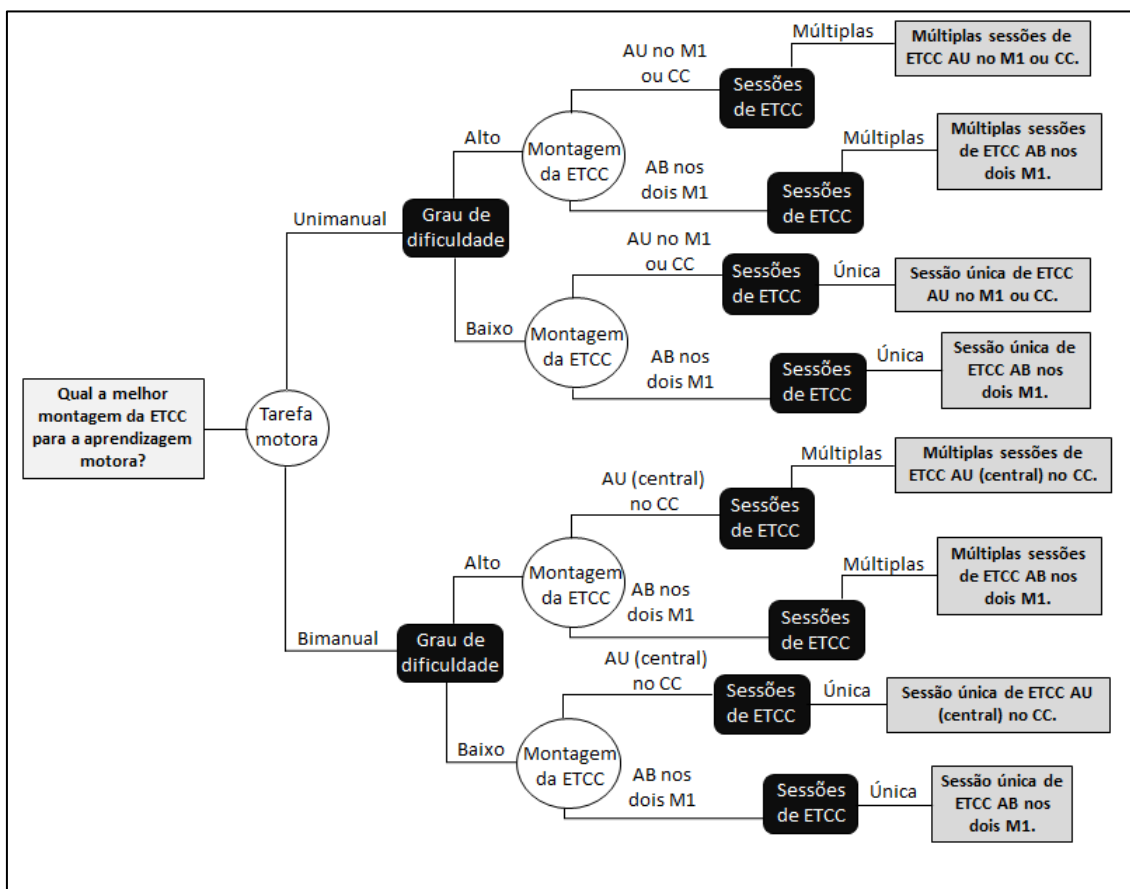 Qual a melhor
montagem da ETCC
para a aprendizagem
motora?
Tarefa
motora
Unimanual
Grau de
dificuldade
Alto
Montagem
da ETCC
AU no M1
ou CC
Sessões
de ETCC
Múltiplas
Múltiplas sessões de
ETCC AU no M1 ou CC.
AB nos
dois M1
Sessões
de ETCC
Múltiplas
Múltiplas sessões
de ETCC AB nos
dois M1.
Baixo
Montagem
da ETCC
AU no M1
ou CC
Sessões
de ETCC
Única
Sessão única de ETCC
AU no M1 ou CC.
AB nos
dois M1
Sessões
de ETCC
Única
Sessão única de
ETCC AB nos
dois M1.
Bimanual
Grau de
dificuldade
Alto
Montagem
da ETCC
AU (central)
no CC
Sessões
de ETCC
Múltiplas
Múltiplas sessões de
ETCC AU (central) no CC.
AB nos
dois M1
Sessões
de ETCC
Múltiplas
Múltiplas sessões
de ETCC AB nos
dois M1.
Baixo
Montagem
da ETCC
AU (central)
no CC
Sessões
de ETCC
Única
Sessão única de ETCC AU
(central) no CC.
AB nos
dois M1
Sessões
de ETCC
Única
Sessão única de
ETCC AB nos
dois M1.